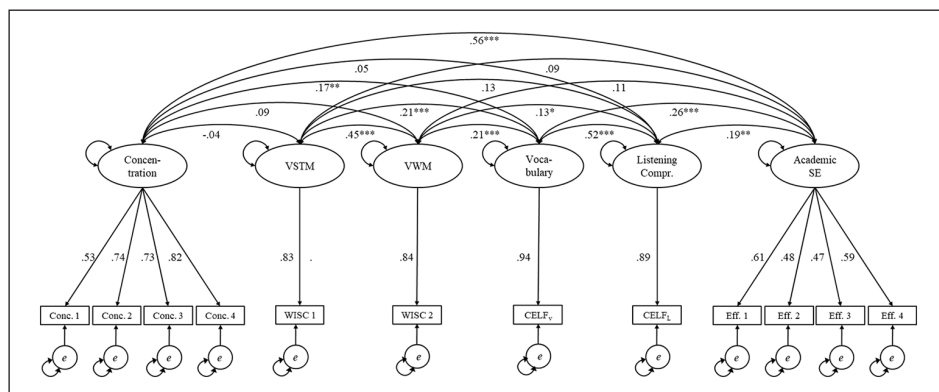 .56***
.05 .09
.17** .13 .11
.09 .21*** .13* .26***
-.04 .45*** .21*** .52*** .19**
Concen-
tration
VSTM
VWM
Voca-
bulary
Listening
Compr.
Academic
SE
.53 .74 .73 .82 .83 . .84 .94 .89 .61 .48 .47 .59
Conc. 1 Conc. 2 Conc. 3 Conc. 4 WISC 1 WISC 2 CELFV CELFL Eff. 1 Eff. 2 Eff. 3 Eff. 4
e e e e e e e e e e e e